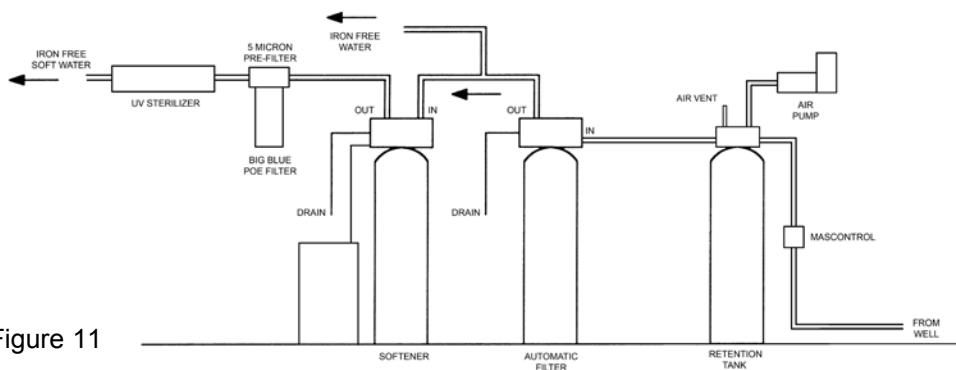 IRON FREE
WATER
IRON FREE
SOFT WATER
5 MICRON
PRE-FILTER
UV STERILIZER
OUT
IN
OUT
IN
AIR VENT
AIR
PUMP
BIG BLUE
POE FILTER
DRAIN
DRAIN
MASCONTROL
FROM
WELL
Figure 11
SOFTENER
AUTOMATIC
FILTER
RETENTION
TANK